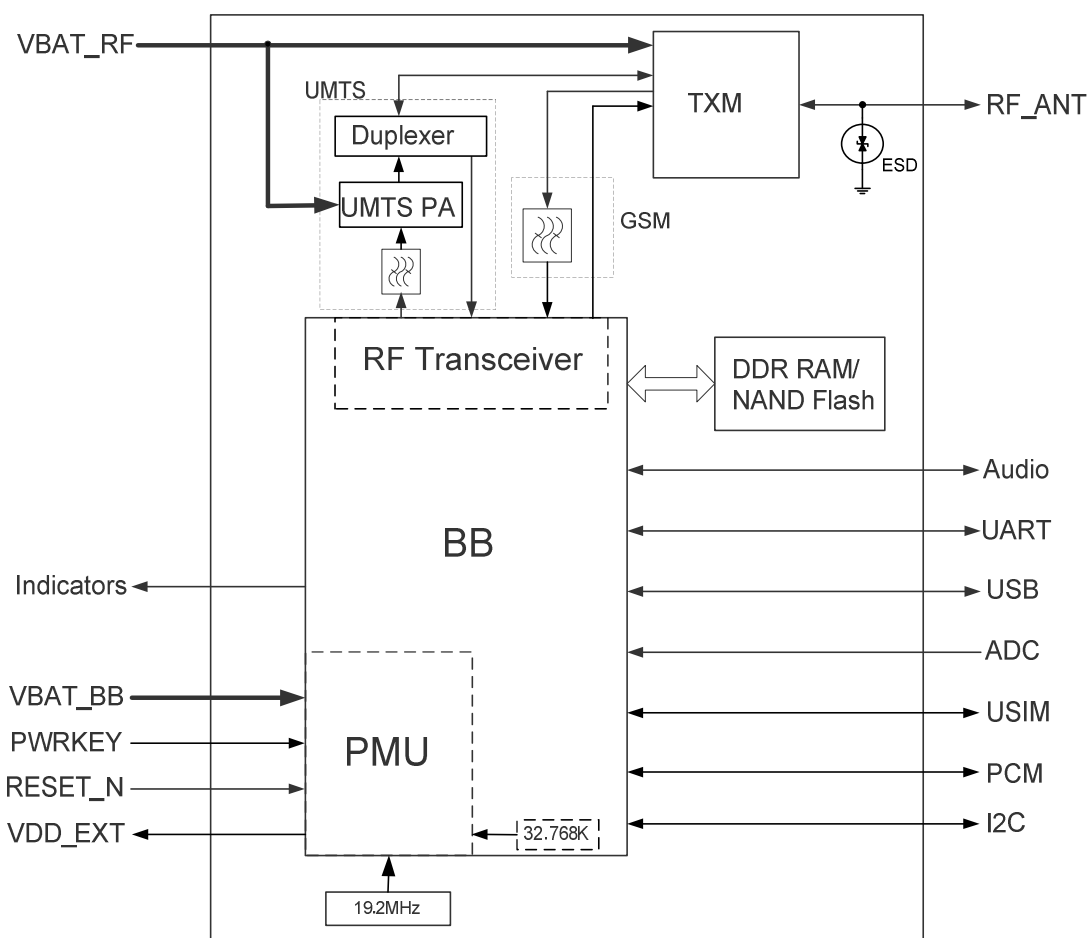 VBAT_RF
UMTS
TXM
RF_ANT
Duplexer
ESD
UMTS PA
GSM
RF Transceiver
DDR RAM/
NAND Flash
Audio
BB
UART
Indicators
USB
ADC
VBAT_BB
USIM
PWRKEY
PMU
PCM
RESET_N
VDD_EXT
32.768K
I2C
19.2MHz